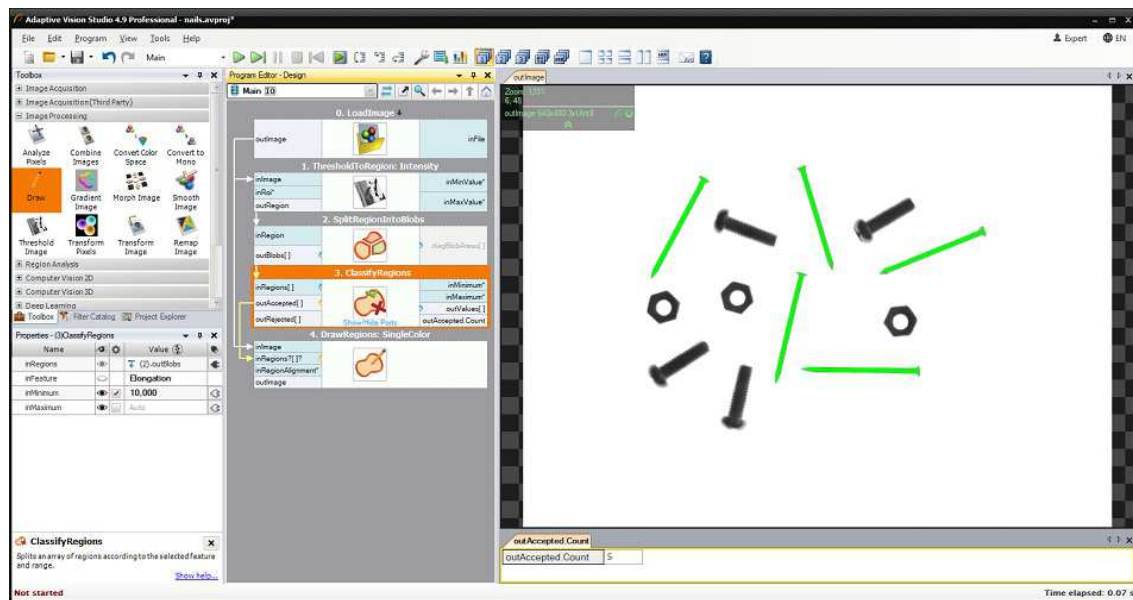 Adaptive Vision Studio 4.9 Professional - nails.avproj*
File Edit Program View Tools Help
Expert EN
Main
Toolbox
Image Acquisition
Image Acquisition(Third Party)
Image Processing
Analyze Pixels
Combine Images
Convert Color Space
Convert to Mono
Draw
Gradient Image
Morph Image
Smooth Image
Threshold Image
Transform Pixels
Transform Image
Remap Image
Region Analysis
Computer Vision 2D
Computer Vision 3D
Deep Learning
Toolbox Filter Catalog Project Explorer
Properties - (3)ClassifyRegions
Name Value
inRegions (2).outBlobs
inFeature Elongation
inMinimum 10,000
inMaximum Auto
ClassifyRegions
Splits an array of regions according to the selected feature
and range.
Show help...
Not started
Program Editor - Design
Main
0. LoadImage
outImage inFile
1. ThresholdToRegion: Intensity
inImage
inRoi*
outRegion
inMinValue*
inMaxValue*
2. SplitRegionIntoBlobs
inRegion
outBlobs[]
3. ClassifyRegions
inRegions[]
outAccepted[]
outRejected[]
Show/Hide Ports
inMinimum*
inMaximum*
outValues[]
outAccepted.Count
4. DrawRegions: SingleColor
inImage
inRegions?[]?
inRegionAlignment*
outImage
outImage
outAccepted.Count
outAccepted.Count 5
Time elapsed: 0.07 s